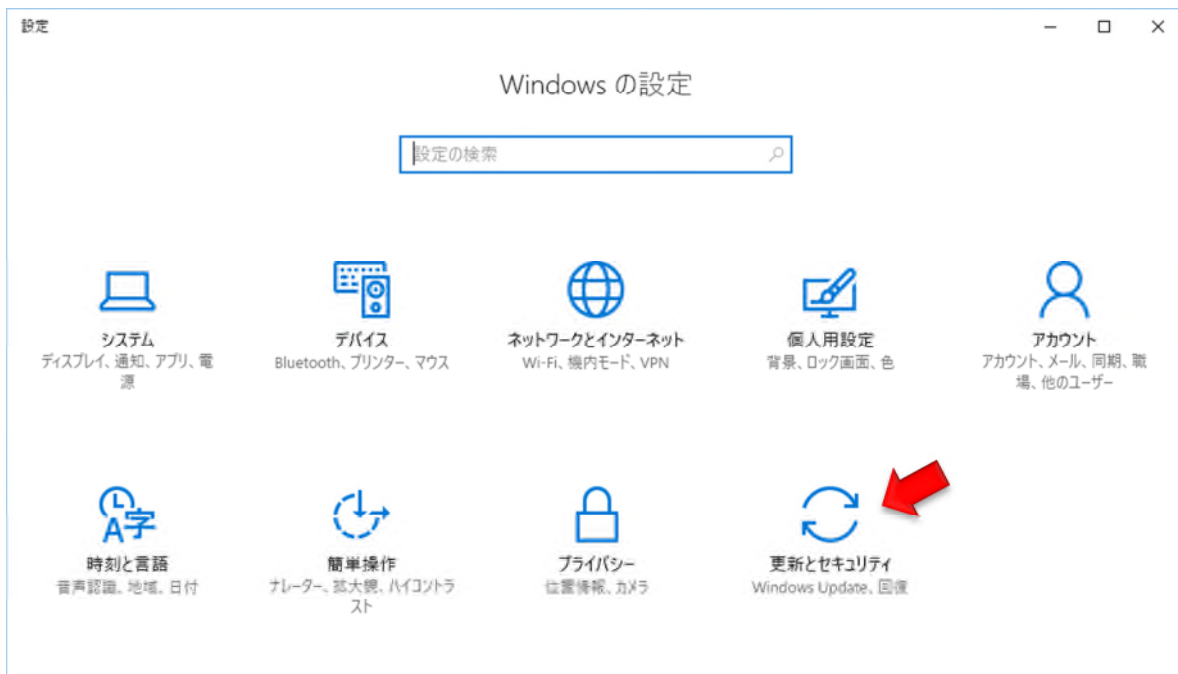 設定
Windows の設定
設定の検索
システム
ディスプレイ、通知、アプリ、電
源
デバイス
Bluetooth、プリンター、マウス
ネットワークとインターネット
Wi-Fi、機内モード、VPN
個人用設定
背景、ロック画面、色
アカウント
アカウント、メール、同期、職
場、他のユーザー
時刻と言語
音声認識、地域、日付
簡単操作
ナレーター、拡大鏡、ハイコントラ
スト
プライバシー
位置情報、カメラ
更新とセキュリティ
Windows Update、回復